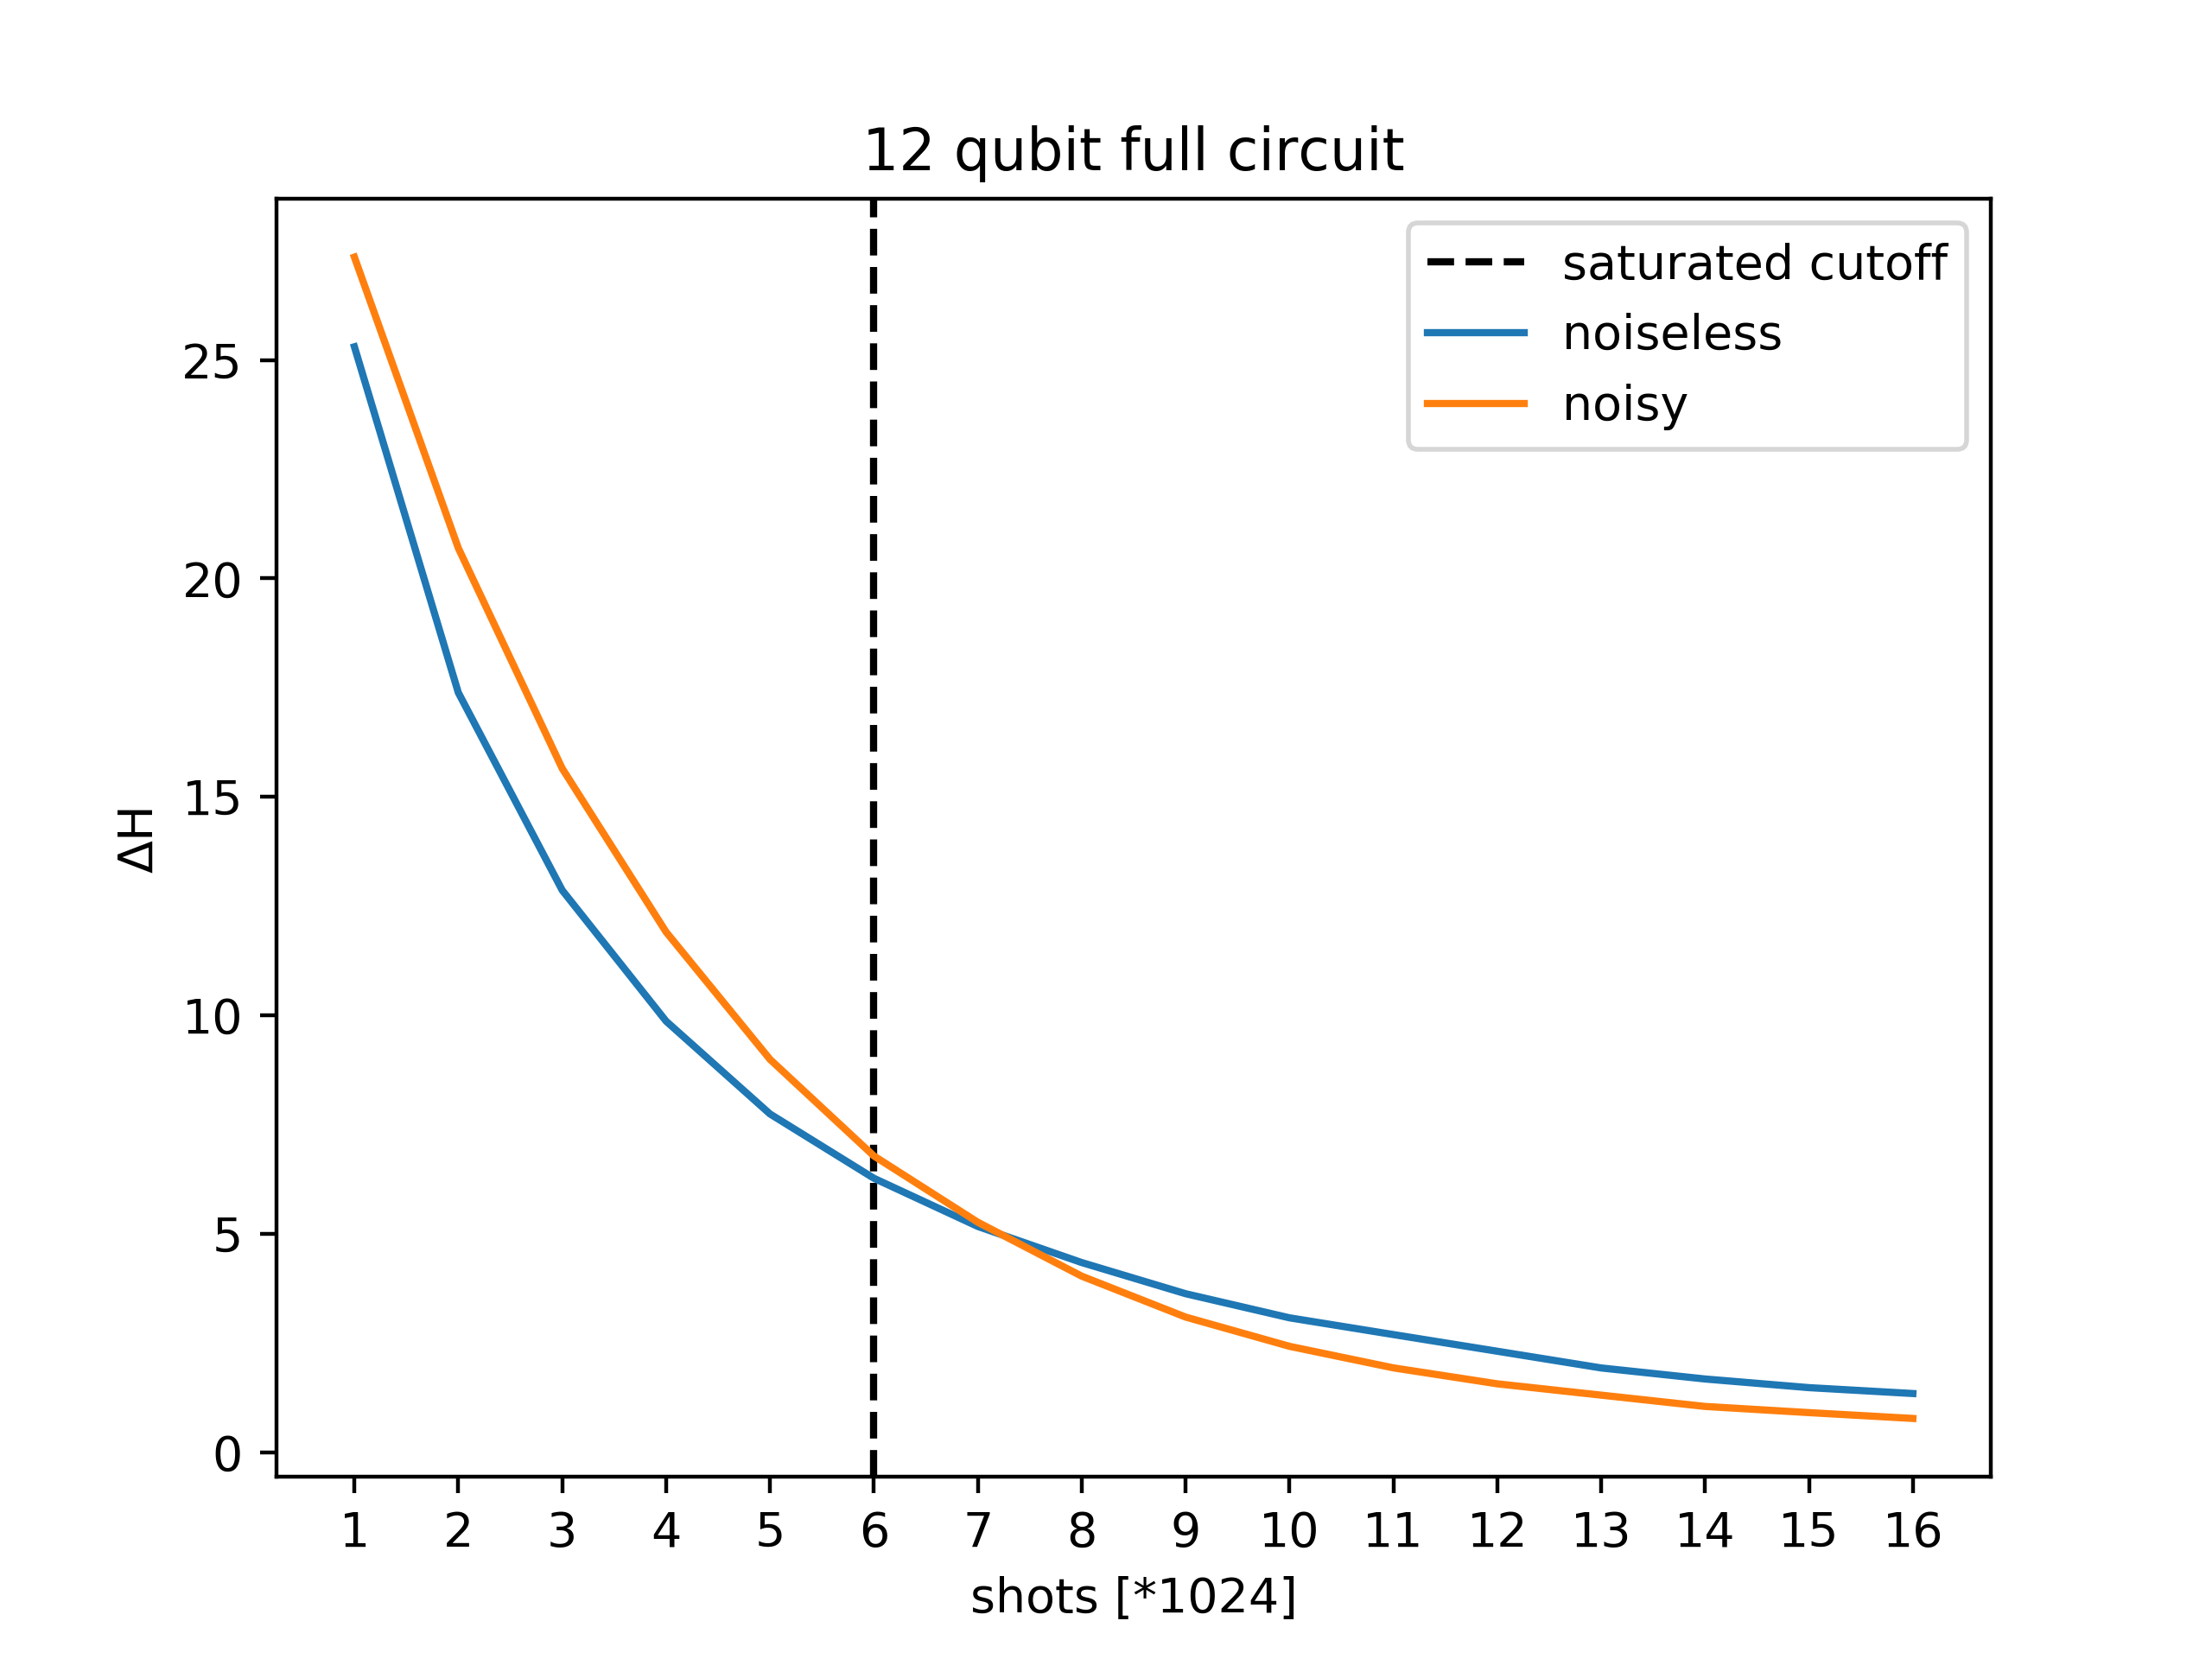 12 qubit full circuit
saturated cutoff
noiseless
noisy
25
20
15
10
5
0
ΔH
1 2 3 4 5 6 7 8 9 10 11 12 13 14 15 16
shots [*1024]